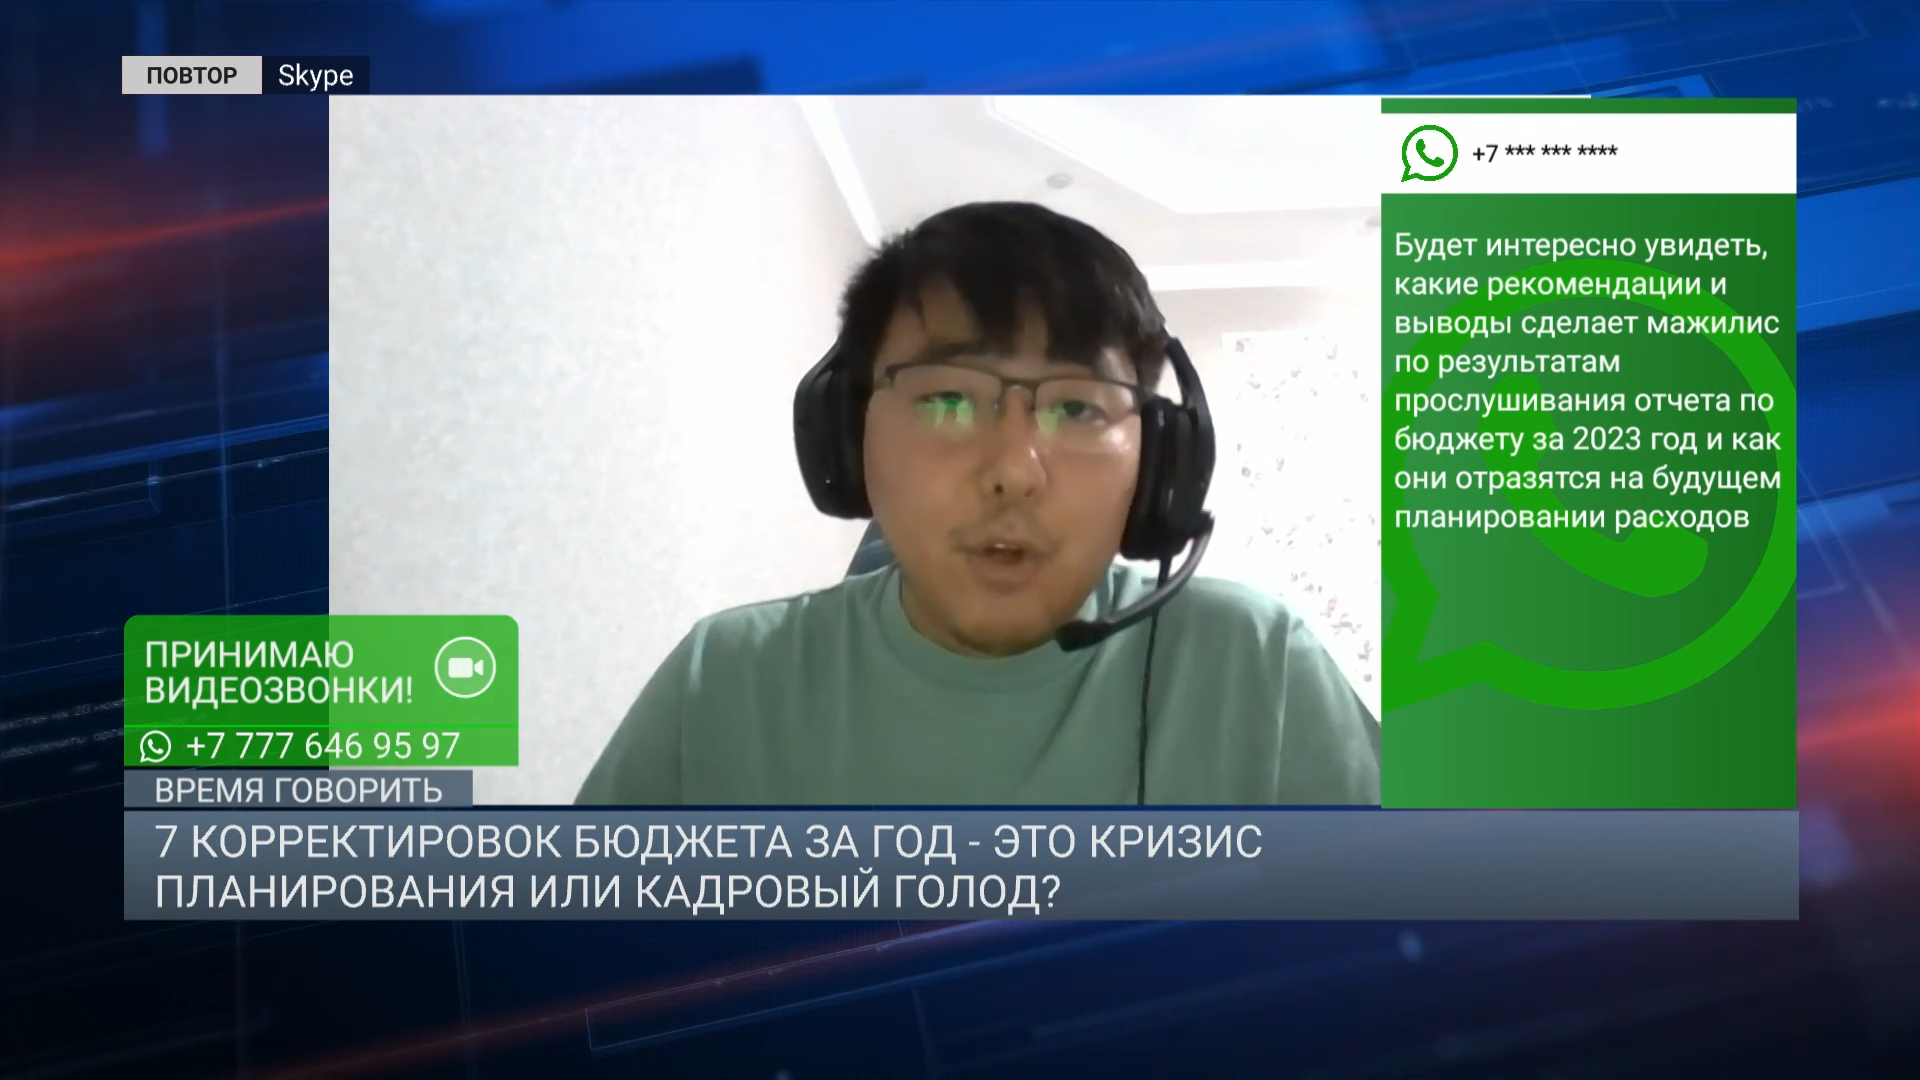 ПОВТОР Skype
+7 *** *** ****
Будет интересно увидеть,
какие рекомендации и
выводы сделает мажилис
по результатам
прослушивания отчета по
бюджету за 2023 год и как
они отразятся на будущем
планировании расходов
ПРИНИМАЮ
ВИДЕОЗВОНКИ!
+7 777 646 95 97
ВРЕМЯ ГОВОРИТЬ
7 КОРРЕКТИРОВОК БЮДЖЕТА ЗА ГОД - ЭТО КРИЗИС
ПЛАНИРОВАНИЯ ИЛИ КАДРОВЫЙ ГОЛОД?